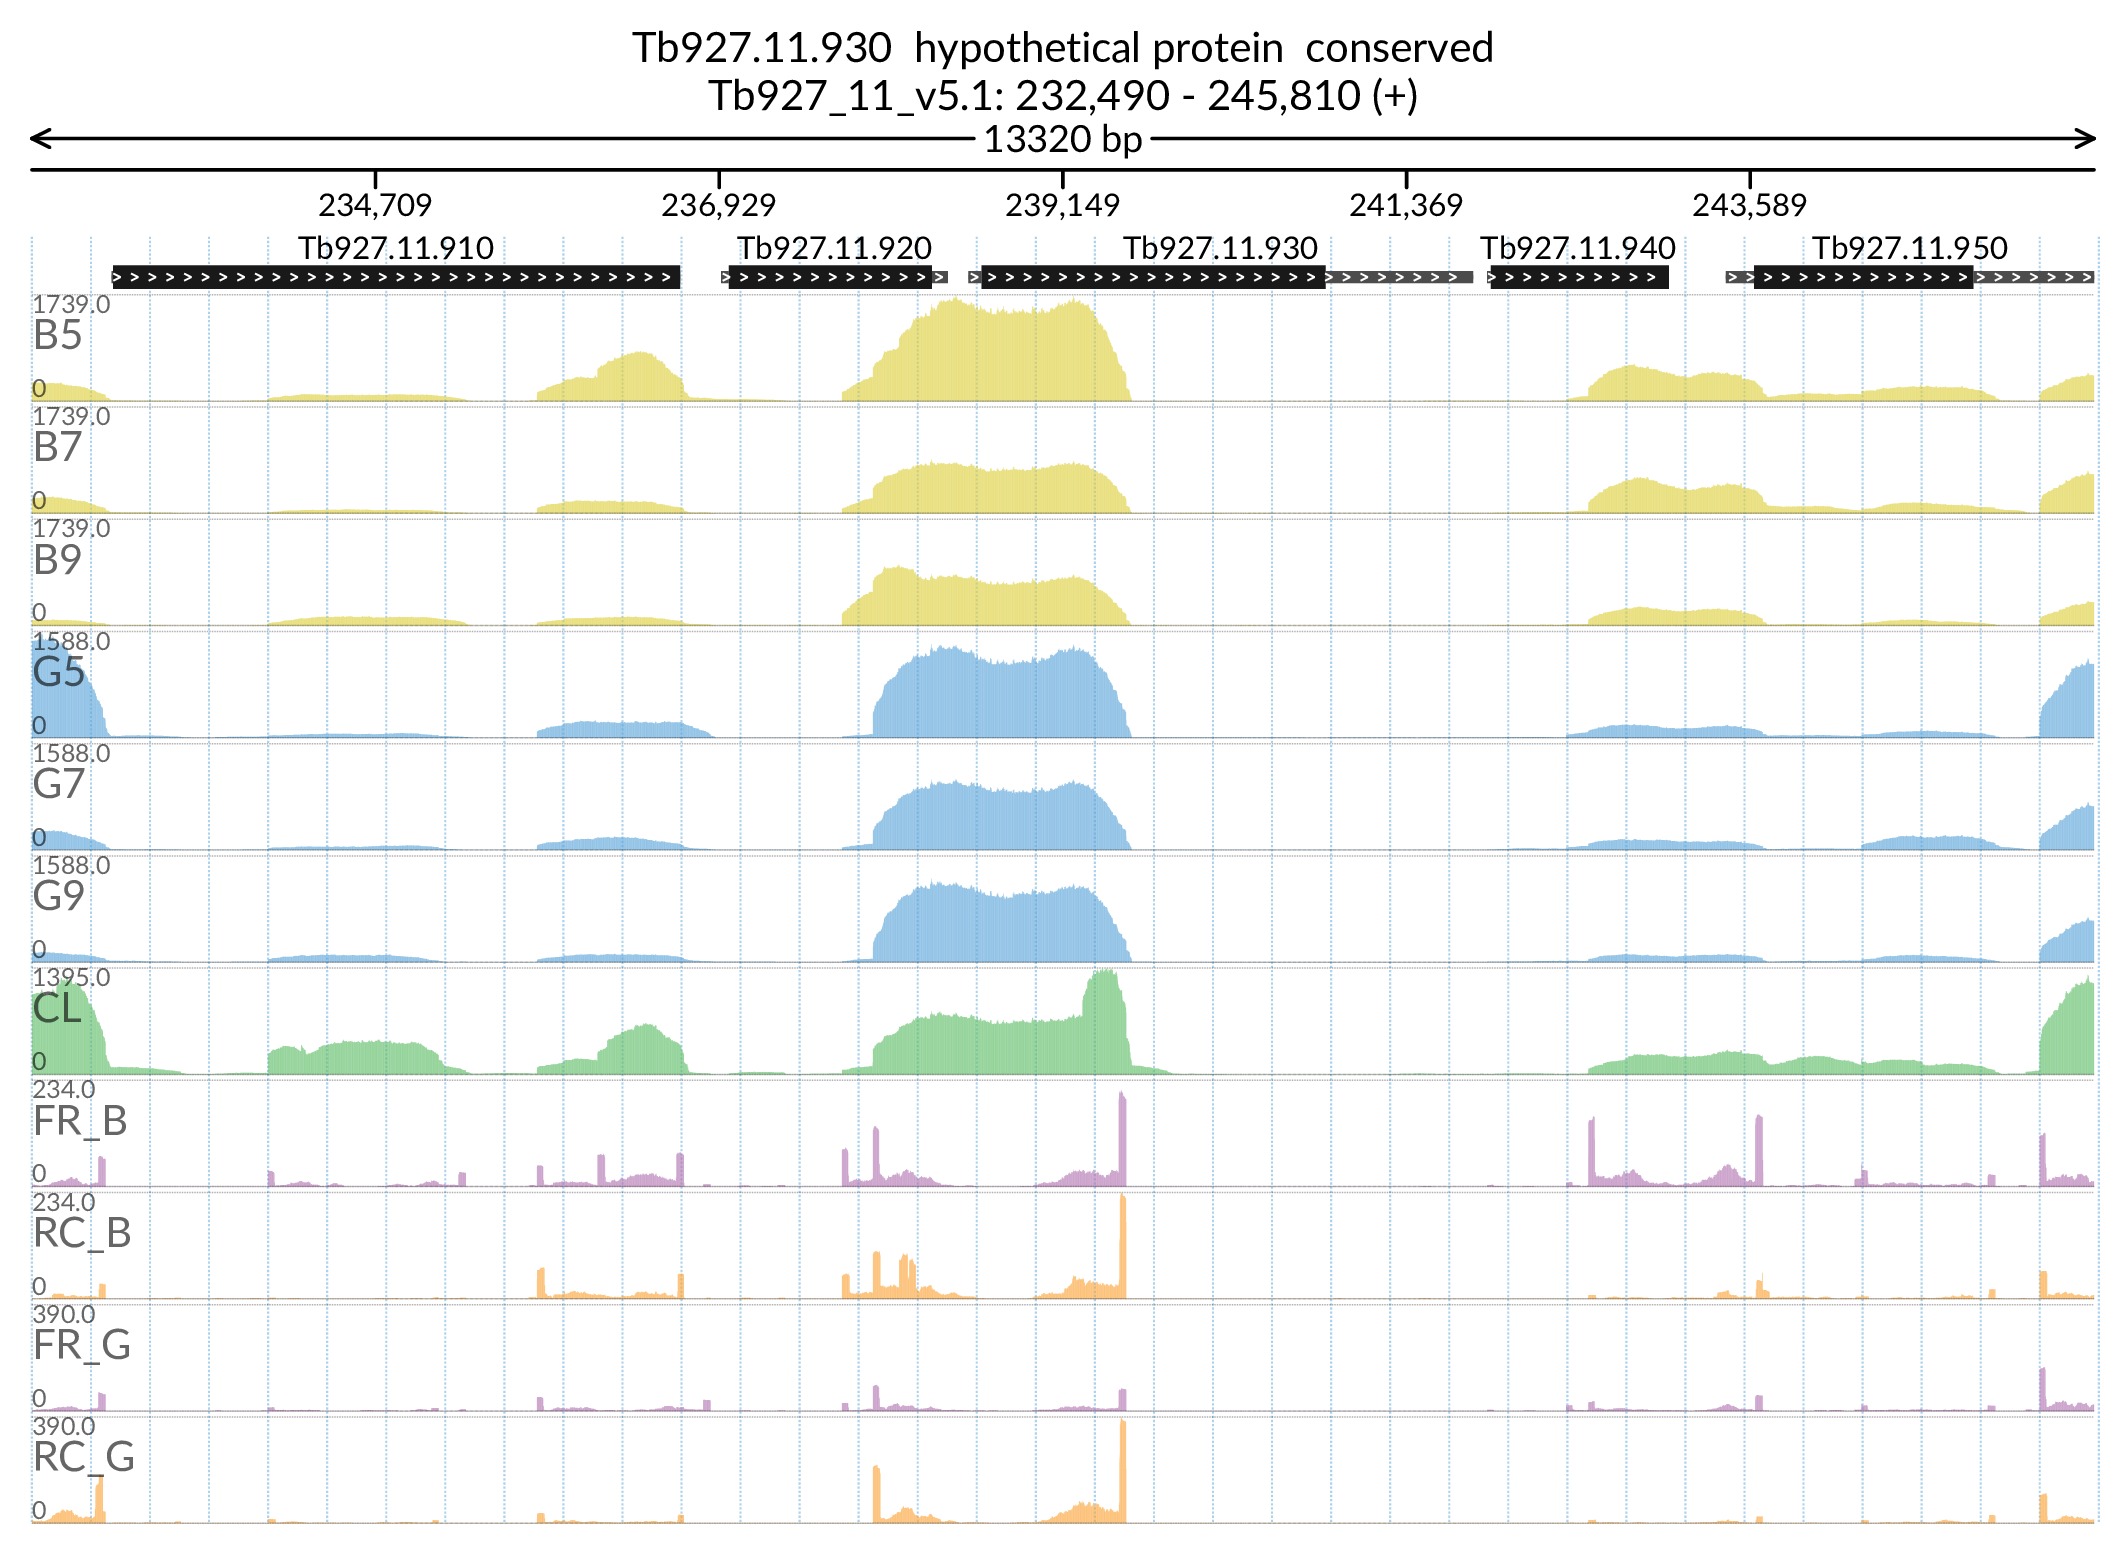 Tb927.11.930 hypothetical protein conserved
Tb927_11_v5.1: 232,490 - 245,810 (+)
13320 bp
234,709 236,929 239,149 241,369 243,589
Tb927.11.910 Tb927.11.920 Tb927.11.930 Tb927.11.940 Tb927.11.950
1739.0
B5
0
1739.0
B7
0
1739.0
B9
0
1588.0
G5
0
1588.0
G7
0
1588.0
G9
0
1395.0
CL
0
234.0
FR_B
0
234.0
RC_B
0
390.0
FR_G
0
390.0
RC_G
0